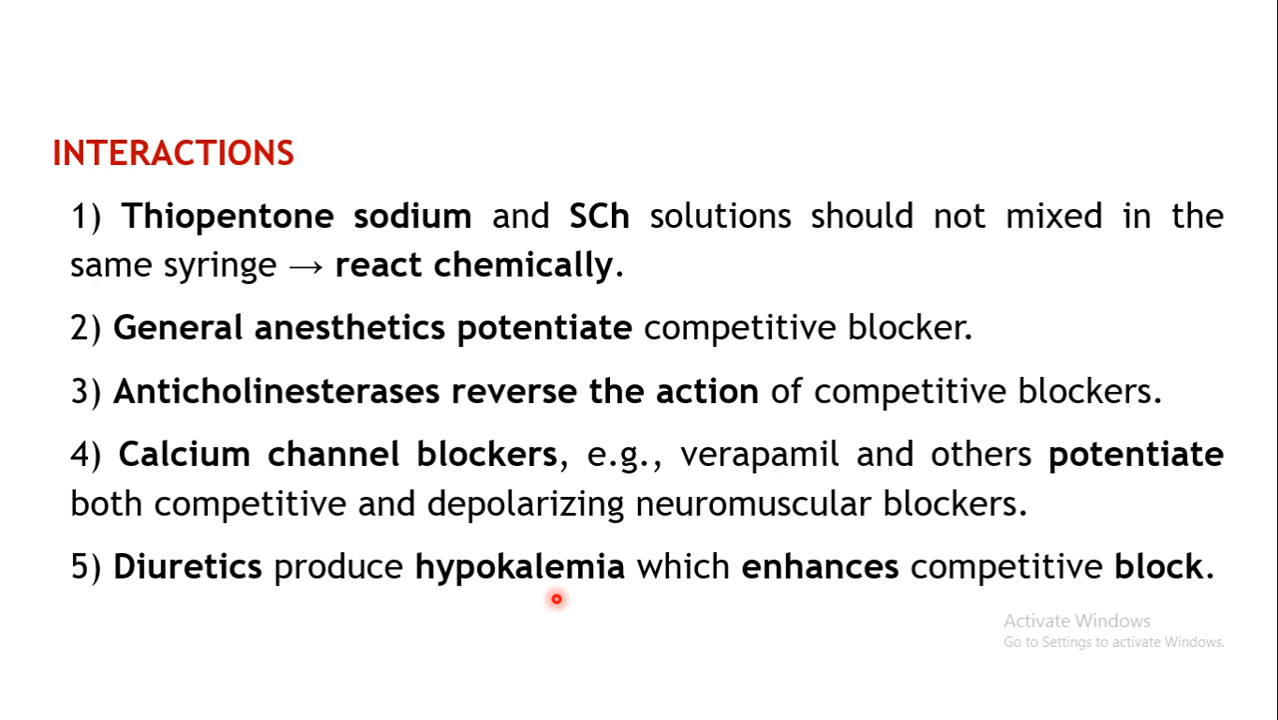 INTERACTIONS
1) Thiopentone sodium and SCh solutions should not mixed in the
same syringe → react chemically.
2) General anesthetics potentiate competitive blocker.
3) Anticholinesterases reverse the action of competitive blockers.
4) Calcium channel blockers, e.g., verapamil and others potentiate
both competitive and depolarizing neuromuscular blockers.
5) Diuretics produce hypokalemia which enhances competitive block.
Activate Windows
Go to Settings to activate Windows.